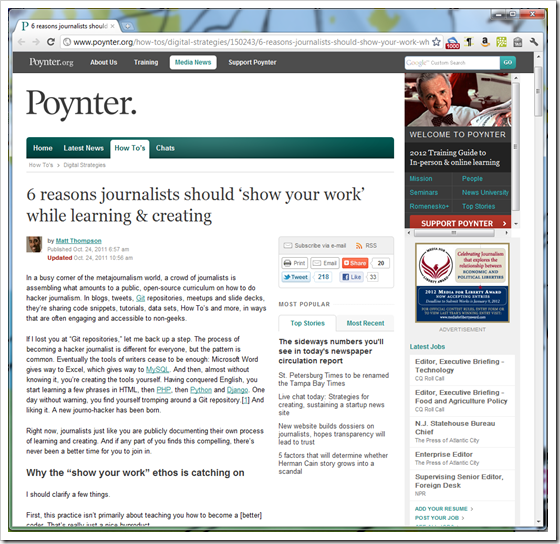 6 reasons journalists should
www.poynter.org/how-tos/digital-strategies/150243/6-reasons-journalists-should-show-your-work-wh
1000
Poynter.org
About Us
Training
Media News
Support Poynter
Google™ Custom Search
GO
Poynter.
WELCOME TO POYNTER
2012 Training Guide to
In-person & online learning
Mission
People
Seminars
News University
Romenesko+
Top Stories
SUPPORT POYNTER
Home
Latest News
How To's
Chats
How To's > Digital Strategies
6 reasons journalists should ‘show your work’
while learning & creating
by Matt Thompson
Published Oct. 24, 2011 6:57 am
Updated Oct. 24, 2011 10:56 am
In a busy corner of the metajournalism world, a crowd of journalists is
assembling what amounts to a public, open-source curriculum on how to do
hacker journalism. In blogs, tweets, Git repositories, meetups and slide decks,
they're sharing code snippets, tutorials, data sets, How To's and more, in ways
that are often engaging and accessible to non-geeks.
If I lost you at “Git repositories,” let me back up a step. The process of
becoming a hacker journalist is different for everyone, but the pattern is
common. Eventually the tools of writers cease to be enough: Microsoft Word
gives way to Excel, which gives way to MySQL. And then, almost without
knowing it, you're creating the tools yourself. Having conquered English, you
start learning a few phrases in HTML, then PHP, then Python and Django. One
day without warning, you find yourself tromping around a Git repository.[1] And
liking it. A new journo-hacker has been born.
Right now, journalists just like you are publicly documenting their own process
of learning and creating. And if any part of you finds this compelling, there's
never been a better time for you to join in.
Why the “show your work” ethos is catching on
I should clarify a few things.
First, this practice isn't primarily about teaching you how to become a [better]
coder. That's really just a nice byproduct.
Subscribe via e-mail
RSS
Print
Email
Share
20
Tweet
218
Like
33
MOST POPULAR
Top Stories
Most Recent
The sideways numbers you'll
see in today's newspaper
circulation report
St. Petersburg Times to be renamed
the Tampa Bay Times
Live chat today: Strategies for
creating, sustaining a startup news
site
New website builds dossiers on
journalists, hopes transparency will
lead to trust
5 factors that will determine whether
Herman Cain story grows into a
scandal
Celebrating Journalism
that explores the
relationship between
ECONOMIC AND
POLITICAL LIBERTIES
2012 MEDIA FOR LIBERTY AWARD
NOW ACCEPTING ENTRIES
ADVERTISEMENT
Latest Jobs
Editor, Executive Briefing -
Technology
CQ Roll Call
Editor, Executive Briefing -
Food and Agriculture Policy
CQ Roll Call
N.J. Statehouse Bureau
Chief
The Press of Atlantic City
Enterprise Editor
The Press of Atlantic City
Supervising Senior Editor,
Foreign Desk
NPR
ADD YOUR RESUME >
POST YOUR JOB >